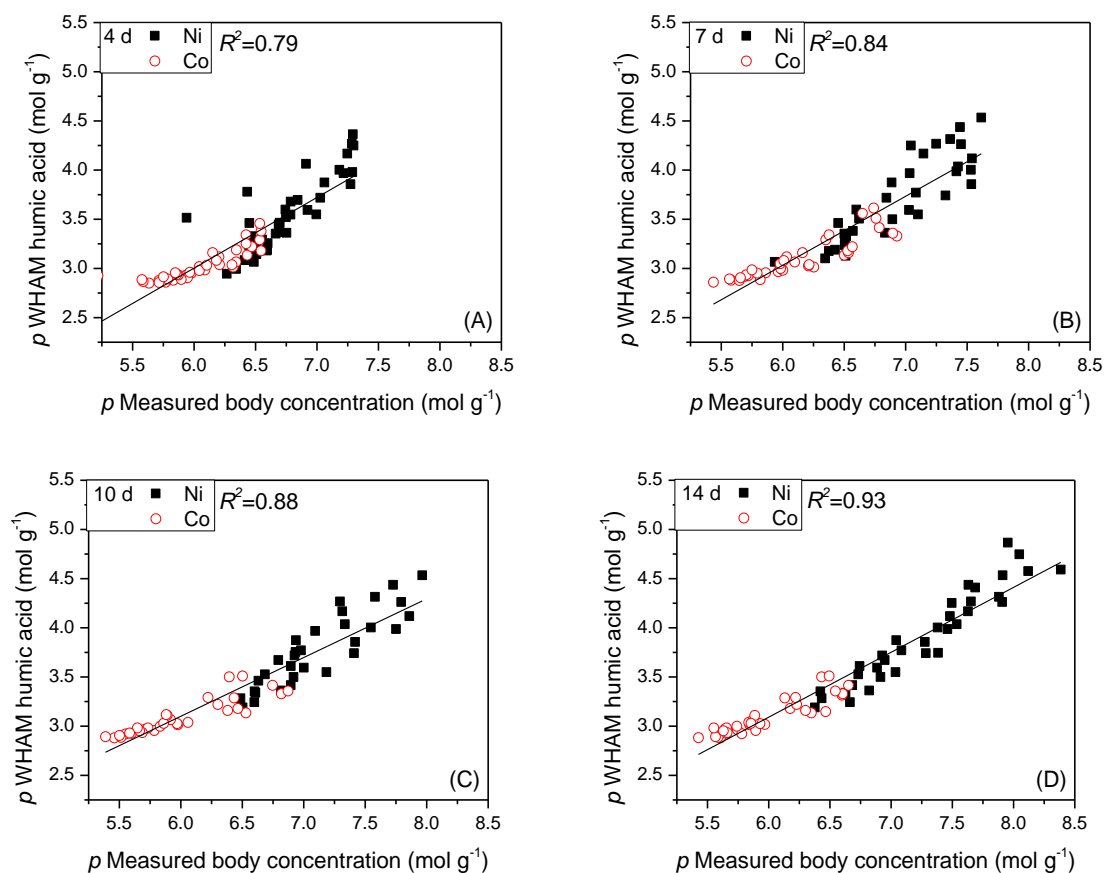 5.5
5.0
4.5
4.0
3.5
3.0
2.5
p WHAM humic acid (mol g⁻¹)
4 d Ni
Co
R²=0.79
(A)
5.5 6.0 6.5 7.0 7.5 8.0 8.5
p Measured body concentration (mol g⁻¹)
5.5
5.0
4.5
4.0
3.5
3.0
2.5
p WHAM humic acid (mol g⁻¹)
7 d Ni
Co
R²=0.84
(B)
5.5 6.0 6.5 7.0 7.5 8.0 8.5
p Measured body concentration (mol g⁻¹)
5.5
5.0
4.5
4.0
3.5
3.0
2.5
p WHAM humic acid (mol g⁻¹)
10 d Ni
Co
R²=0.88
(C)
5.5 6.0 6.5 7.0 7.5 8.0 8.5
p Measured body concentration (mol g⁻¹)
5.5
5.0
4.5
4.0
3.5
3.0
2.5
p WHAM humic acid (mol g⁻¹)
14 d Ni
Co
R²=0.93
(D)
5.5 6.0 6.5 7.0 7.5 8.0 8.5
p Measured body concentration (mol g⁻¹)